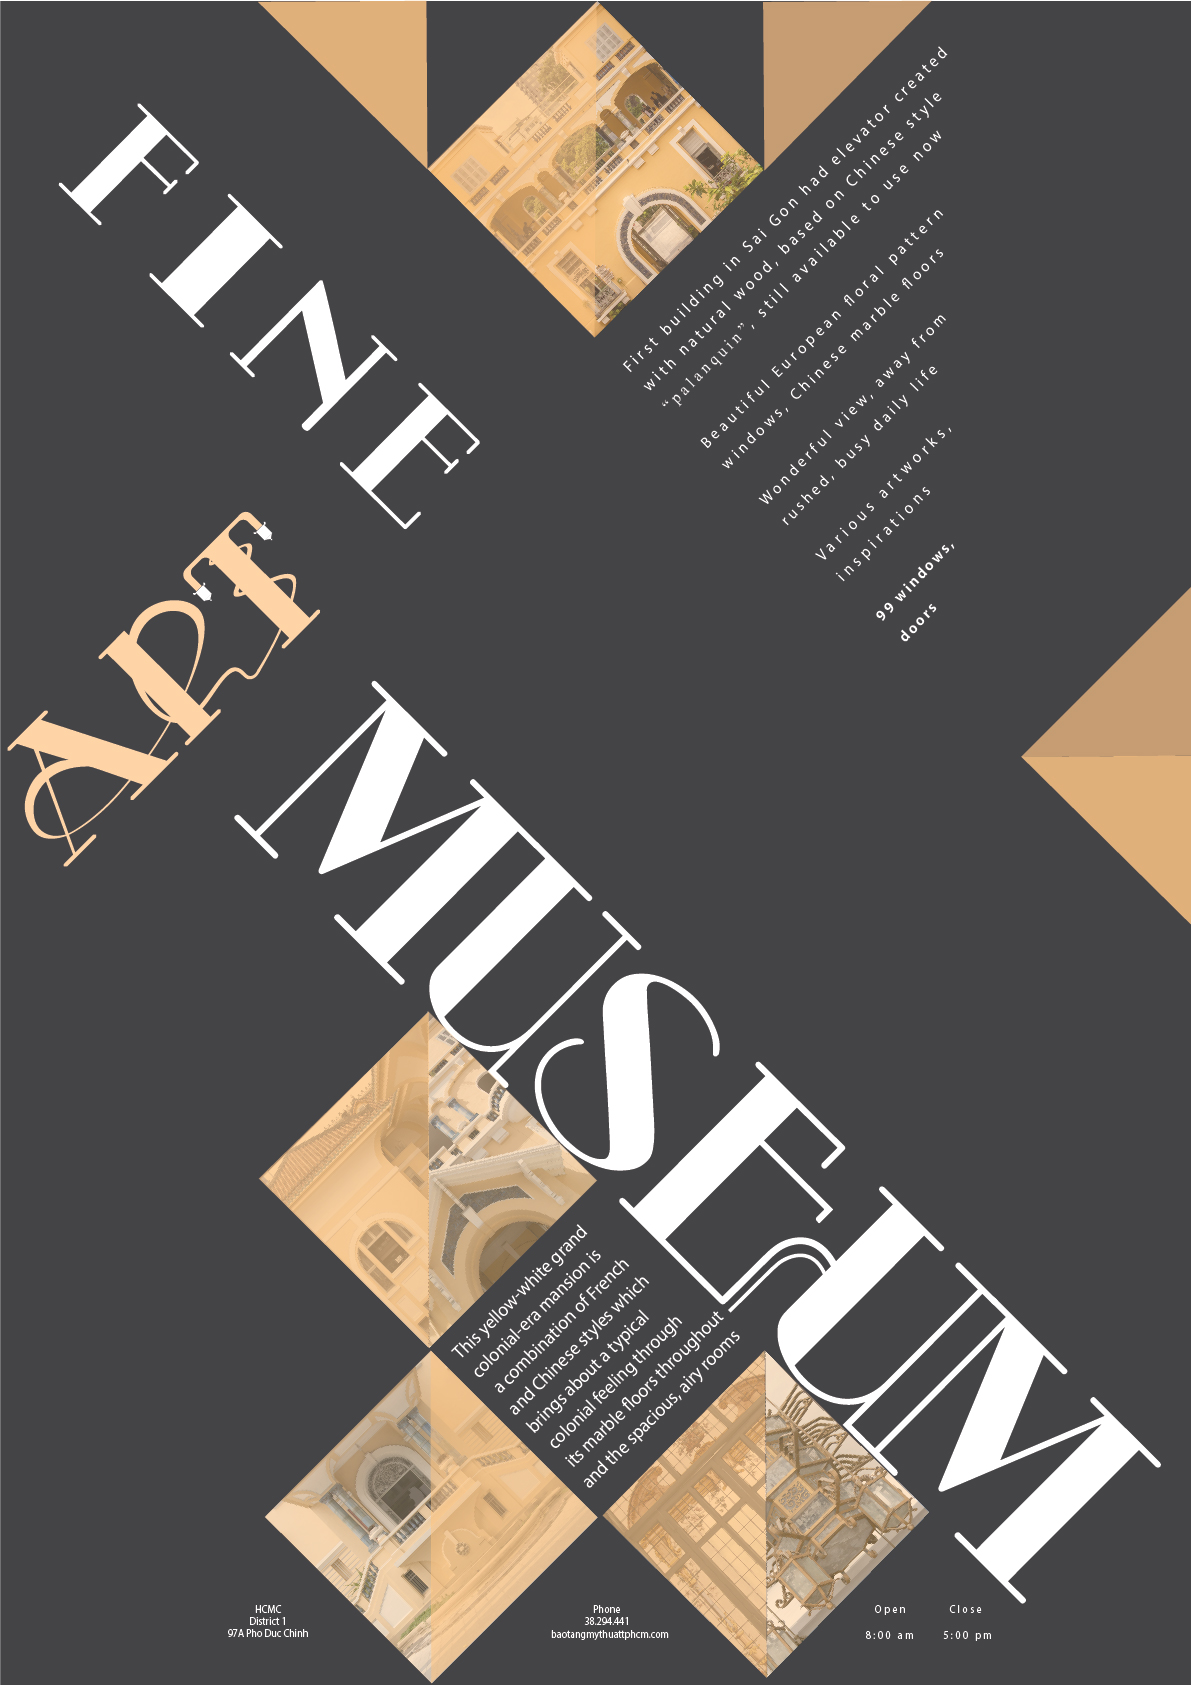 FINE
ART
MUSEUM
First building in Sai Gon had elevator created
with natural wood, based on Chinese style
“palanquin”, still available to use now
Beautiful European floral pattern
windows, Chinese marble floors
Wonderful view, away from
rushed, busy daily life
Various artworks,
inspirations
99 windows,
doors
This yellow-white grand
colonial-era mansion is
a combination of French
and Chinese styles which
brings about a typical
colonial feeling through
its marble floors throughout
and the spacious, airy rooms
HCMC
District 1
97A Pho Duc Chinh
Phone
38.294.441
baotangmythuattphcm.com
Open Close
8:00 am 5:00 pm